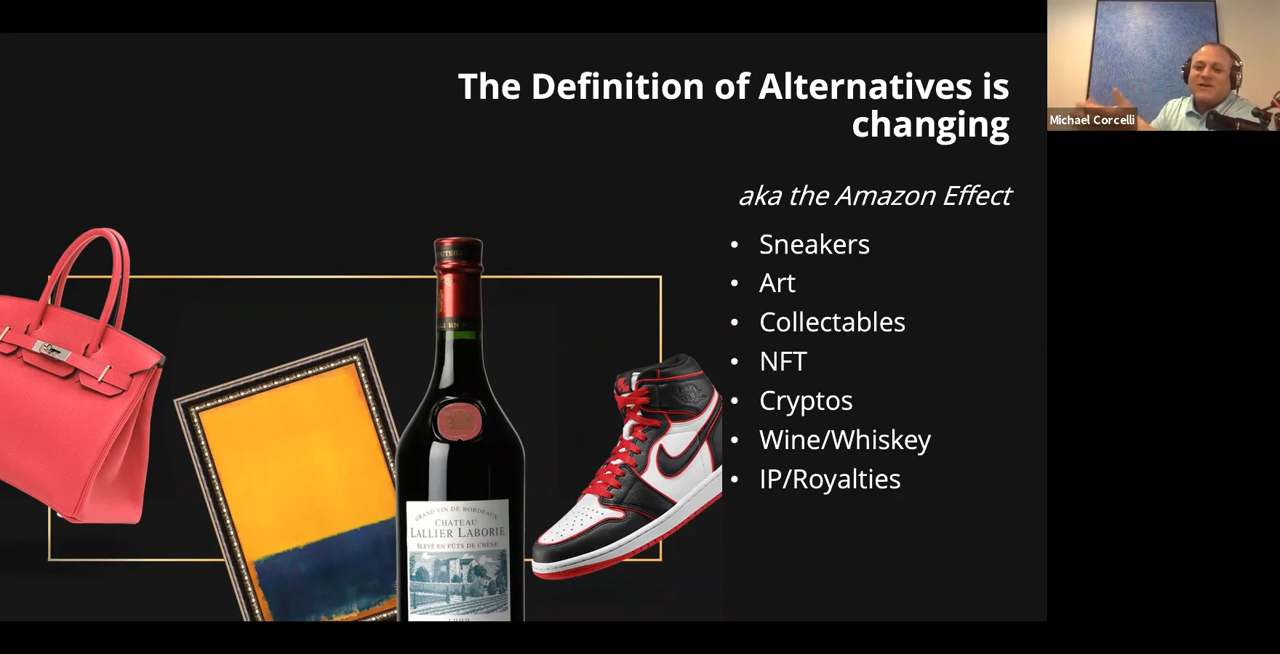 The Definition of Alternatives is
changing
aka the Amazon Effect
• Sneakers
• Art
• Collectables
• NFT
• Cryptos
• Wine/Whiskey
• IP/Royalties
GRAND VIN DE BORDEAUX
CHATEAU
LALLIER LABORIE
ÉLEVÉ EN FÛTS DE CHÊNE
Michael Corcelli